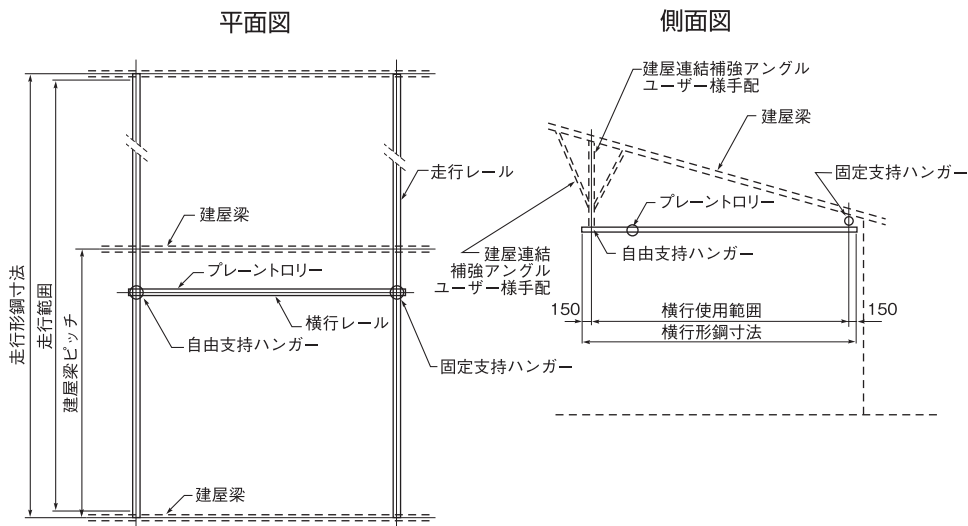 平面図
側面図
走行形鋼寸法
走行範囲
建屋梁ピッチ
走行レール
建屋梁
プレーントロリー
横行レール
自由支持ハンガー
固定支持ハンガー
建屋梁
建屋連結補強アングル
ユーザー様手配
建屋梁
固定支持ハンガー
プレーントロリー
自由支持ハンガー
建屋連結
補強アングル
ユーザー様手配
150
横行使用範囲
150
横行形鋼寸法